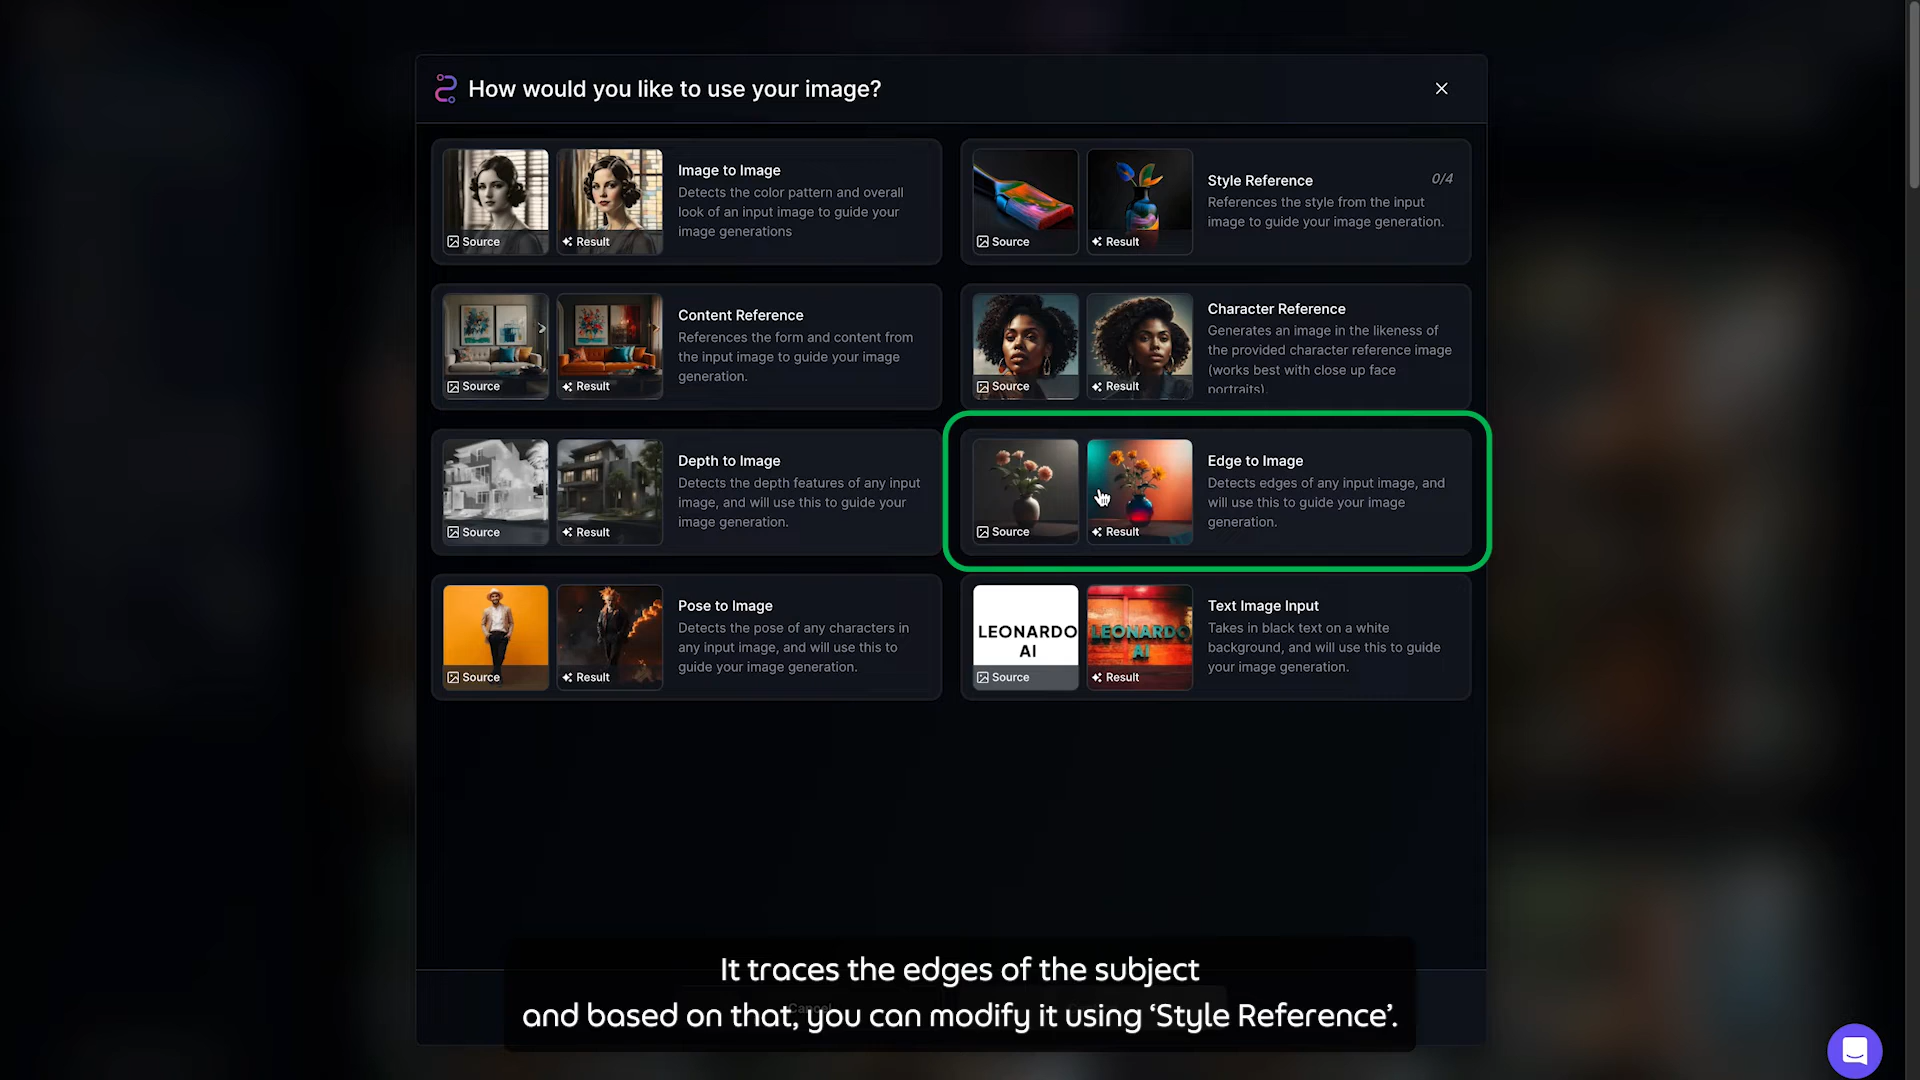 How would you like to use your image?
Image to Image
Detects the color pattern and overall
look of an input image to guide your
image generations
Source
Result
Style Reference
0/4
References the style from the input
image to guide your image generation.
Source
Result
Content Reference
References the form and content from
the input image to guide your image
generation.
Source
Result
Character Reference
Generates an image in the likeness of
the provided character reference image
(works best with close up face
portraits).
Source
Result
Depth to Image
Detects the depth features of any input
image, and will use this to guide your
image generation.
Source
Result
Edge to Image
Detects edges of any input image, and
will use this to guide your image
generation.
Source
Result
Pose to Image
Detects the pose of any characters in
any input image, and will use this to
guide your image generation.
Source
Result
LEONARDO
AI
Source
LEONARDO
AI
Result
Text Image Input
Takes in black text on a white
background, and will use this to guide
your image generation.
Cancel
It traces the edges of the subject
and based on that, you can modify it using ‘Style Reference’.